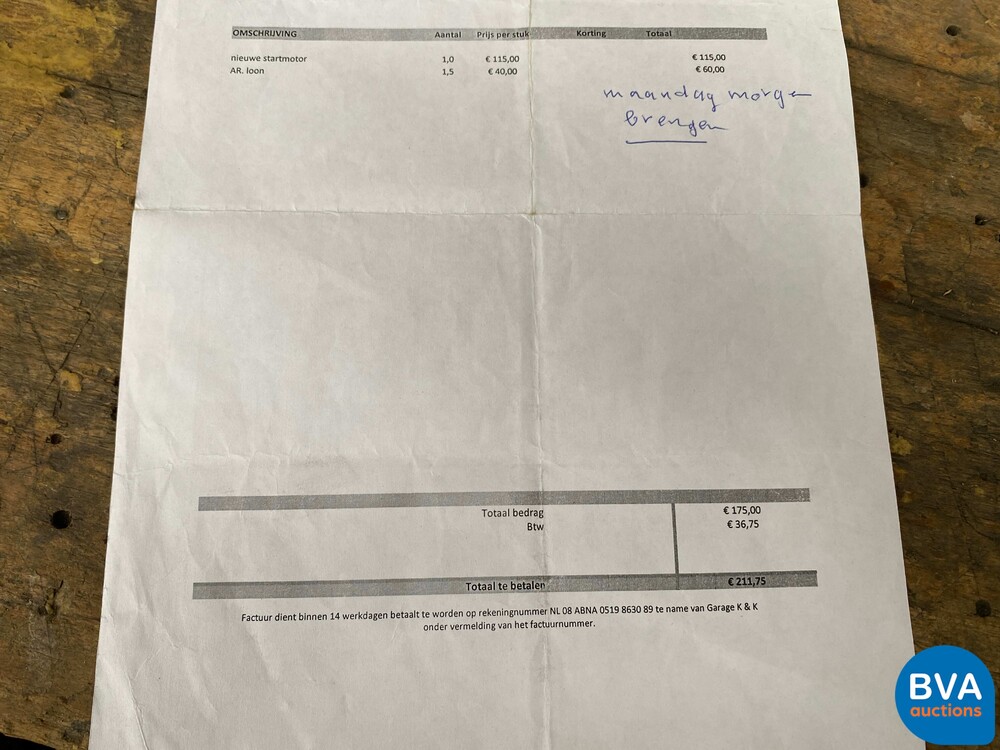 OMSCHRIJVING Aantal Prijs per stuk Korting Totaal
nieuwe startmotor 1,0 € 115,00 € 115,00
AR. loon 1,5 € 40,00 € 60,00
maandag morge
brengen
Totaal bedrag € 175,00
Btw € 36,75
Totaal te betalen € 211,75
Factuur dient binnen 14 werkdagen betaalt te worden op rekeningnummer NL 08 ABNA 0519 8630 89 te name van Garage K & K
onder vermelding van het factuurnummer.
BVA
auctions